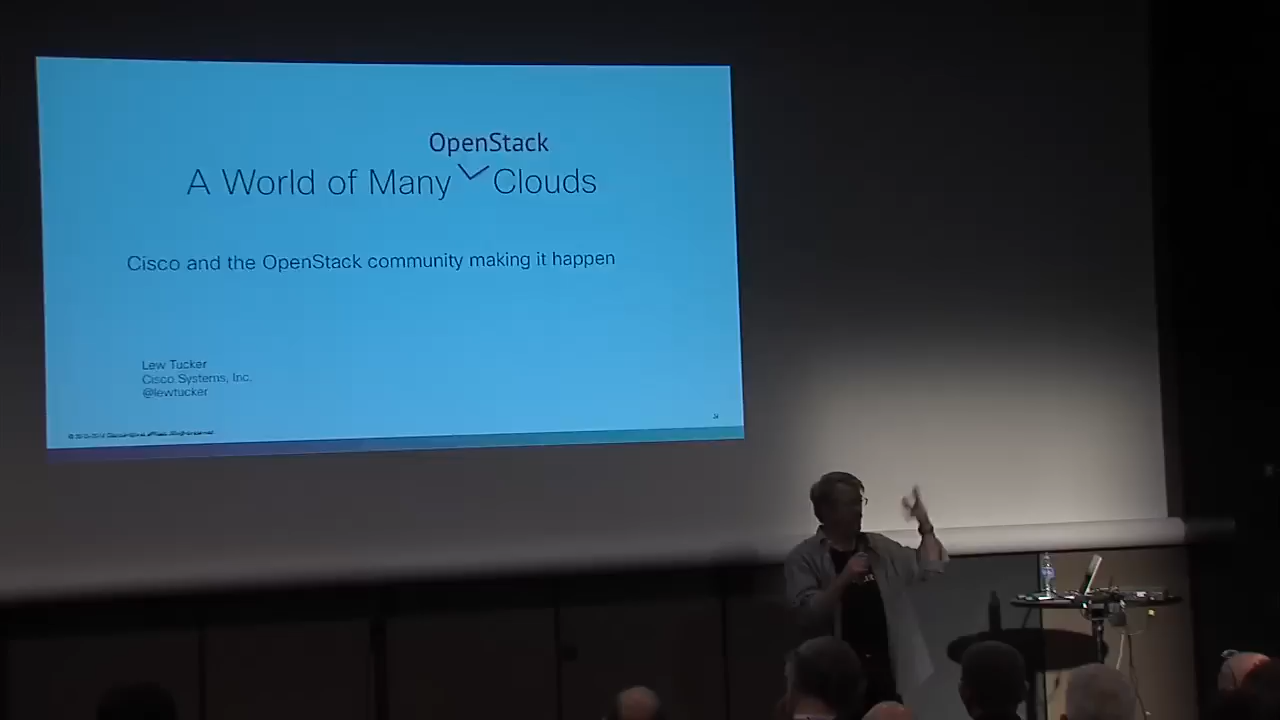 OpenStack
A World of Many Clouds
Cisco and the OpenStack community making it happen
Lew Tucker
Cisco Systems, Inc.
@lewtucker